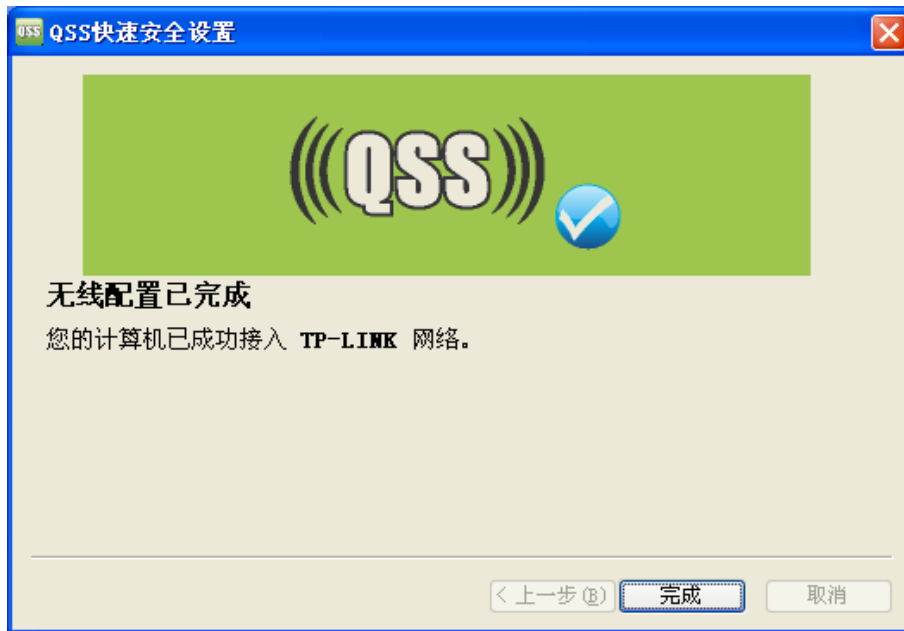 QSS QSS快速安全设置
(((QSS)))
无线配置已完成
您的计算机已成功接入 TP-LINK 网络。
< 上一步(B) 完成 取消